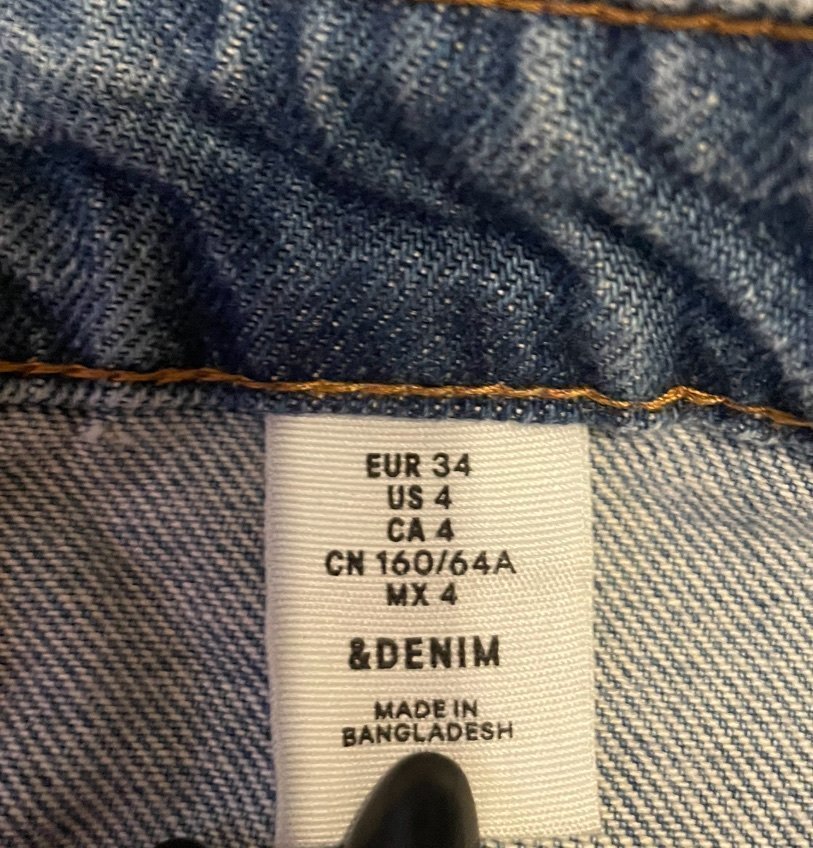 EUR 34
US 4
CA 4
CN 160/64A
MX 4
&DENIM
MADE IN
BANGLADESH